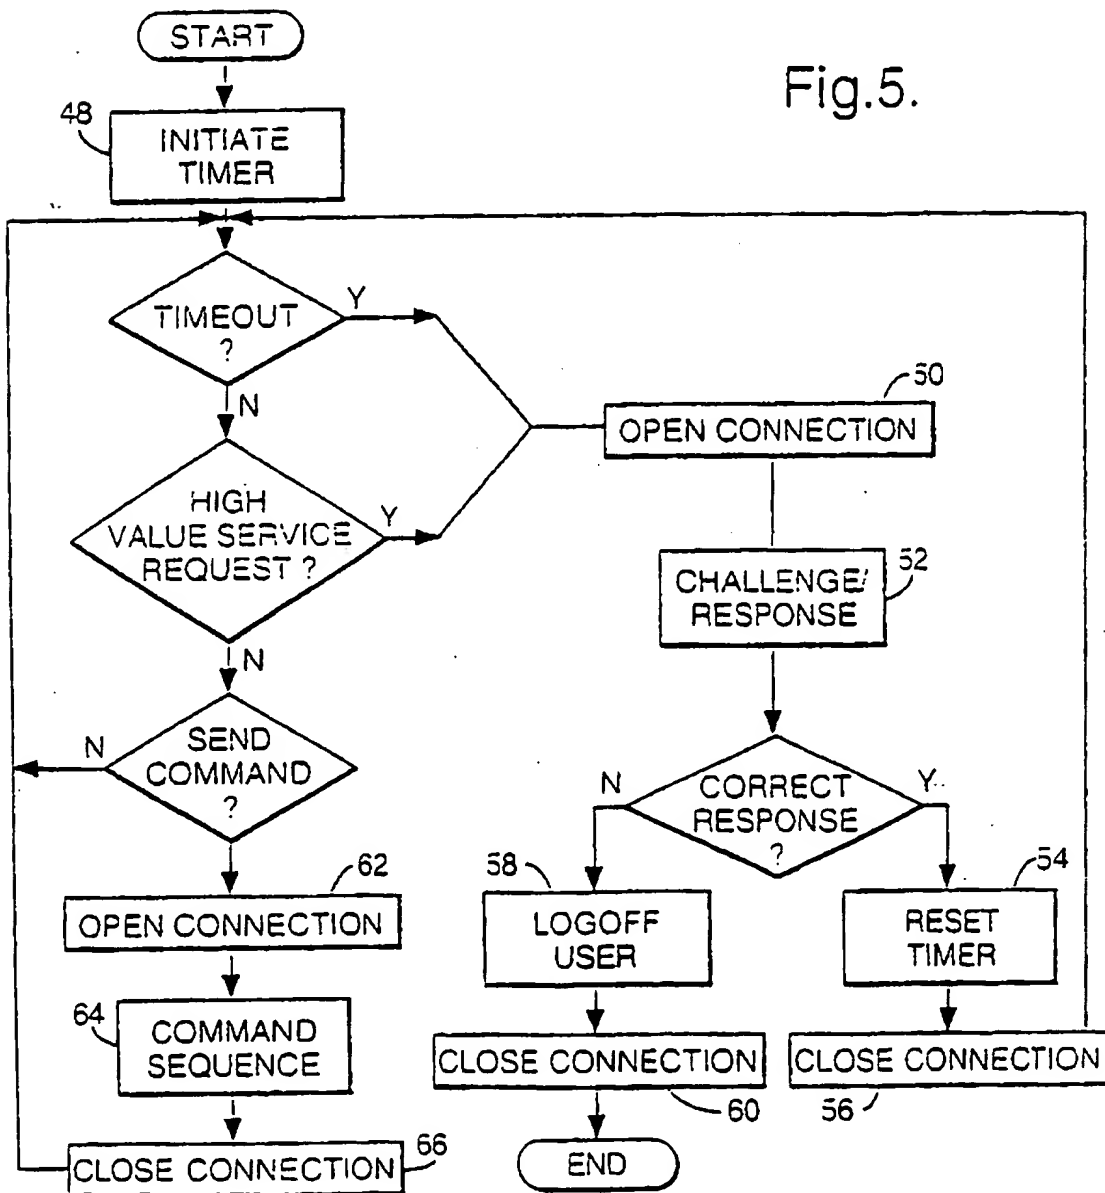 START
Fig.5.
48
INITIATE
TIMER
TIMEOUT
?
Y
N
50
OPEN CONNECTION
HIGH
VALUE SERVICE
REQUEST ?
Y
N
52
CHALLENGE/
RESPONSE
SEND
COMMAND
?
N
CORRECT
RESPONSE
?
N
Y
62
OPEN CONNECTION
58
LOGOFF
USER
54
RESET
TIMER
64
COMMAND
SEQUENCE
CLOSE CONNECTION
60
CLOSE CONNECTION
56
CLOSE CONNECTION
66
END